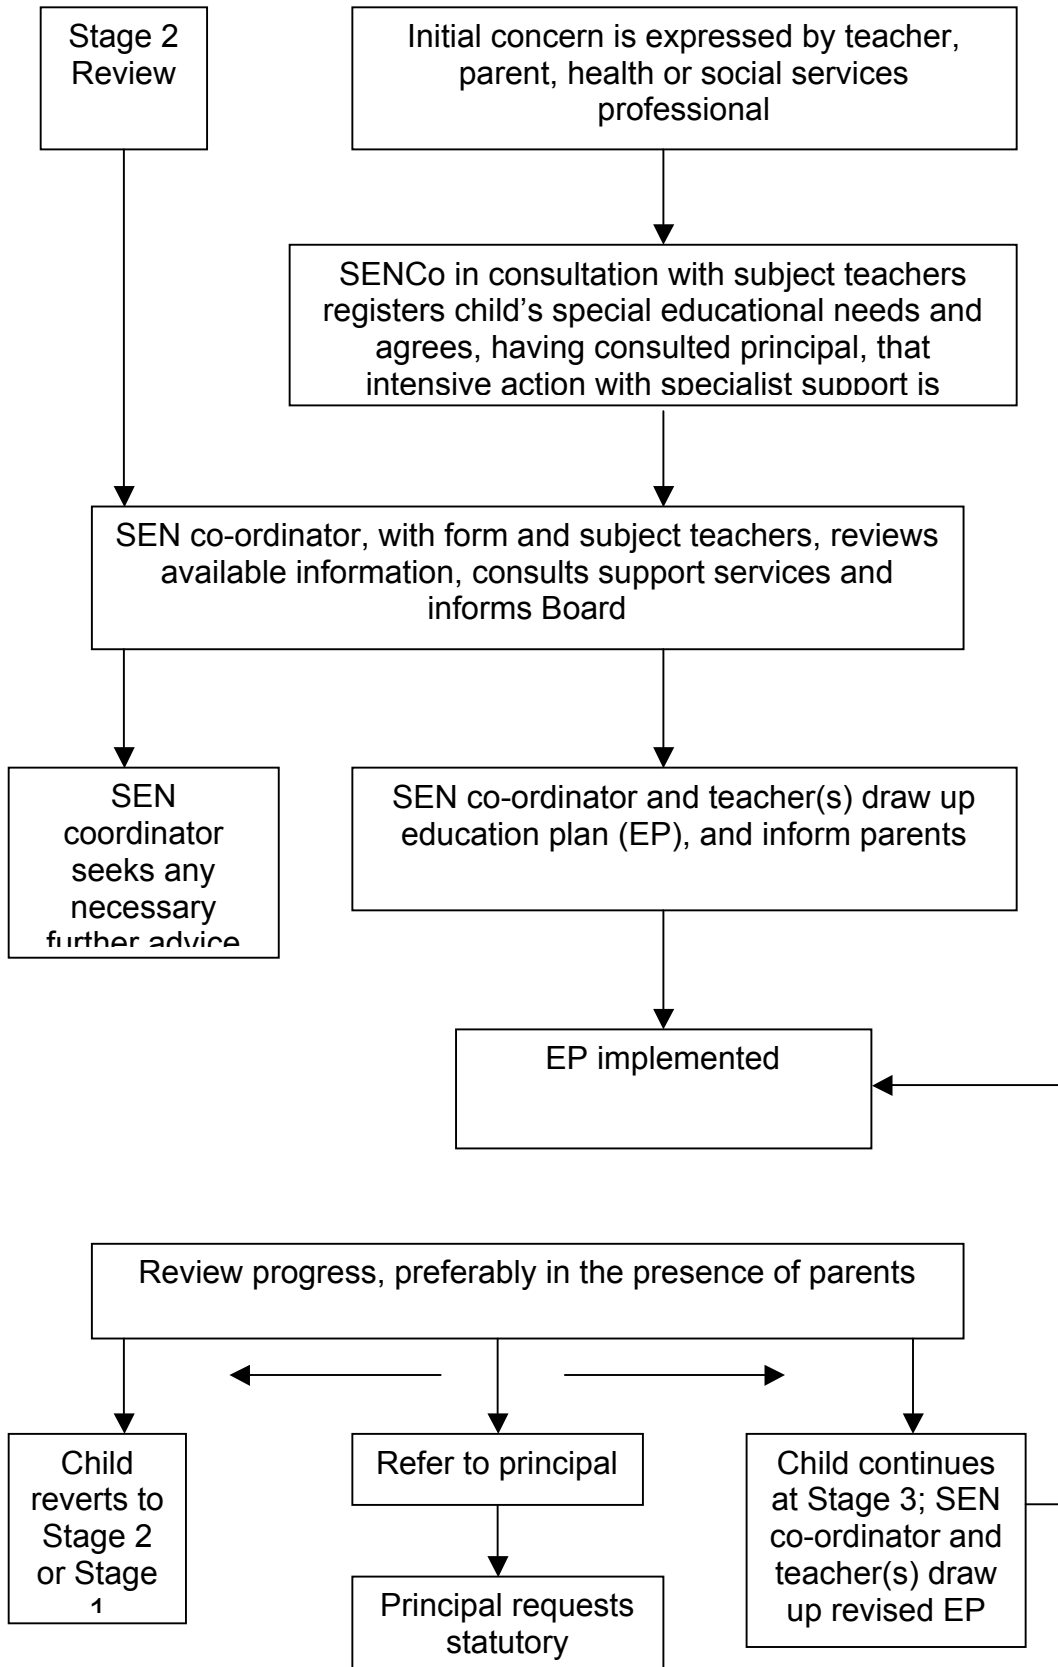 Stage 2
Review
Initial concern is expressed by teacher,
parent, health or social services
professional
SENCo in consultation with subject teachers
registers child's special educational needs and
agrees, having consulted principal, that
intensive action with specialist support is
SEN co-ordinator, with form and subject teachers, reviews
available information, consults support services and
informs Board
SEN
coordinator
seeks any
necessary
further advice
SEN co-ordinator and teacher(s) draw up
education plan (EP), and inform parents
EP implemented
Review progress, preferably in the presence of parents
Child
reverts to
Stage 2
or Stage
1
Refer to principal
Principal requests
statutory
Child continues
at Stage 3; SEN
co-ordinator and
teacher(s) draw
up revised EP